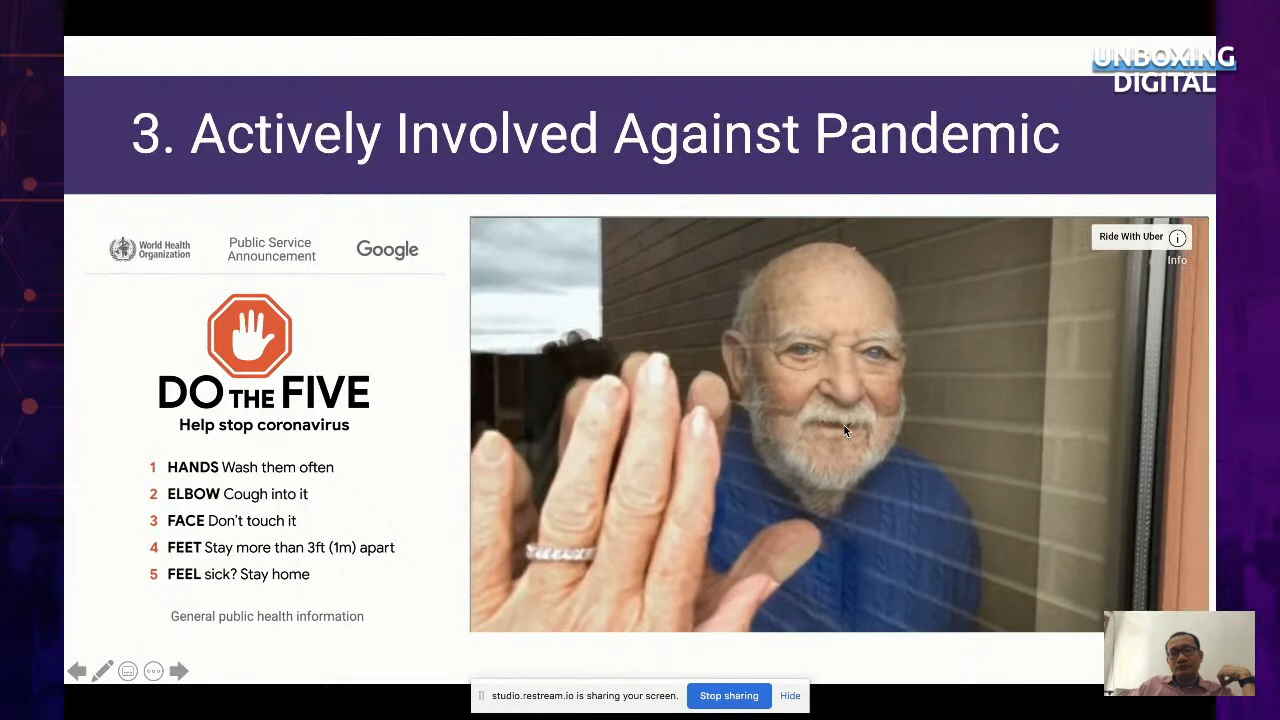 UNBOXING
DIGITAL
3. Actively Involved Against Pandemic
World Health
Organization
Public Service
Announcement
Google
DO THE FIVE
Help stop coronavirus
1 HANDS Wash them often
2 ELBOW Cough into it
3 FACE Don't touch it
4 FEET Stay more than 3ft (1m) apart
5 FEEL sick? Stay home
General public health information
Ride With Uber
Info
studio.restream.io is sharing your screen.
Stop sharing
Hide